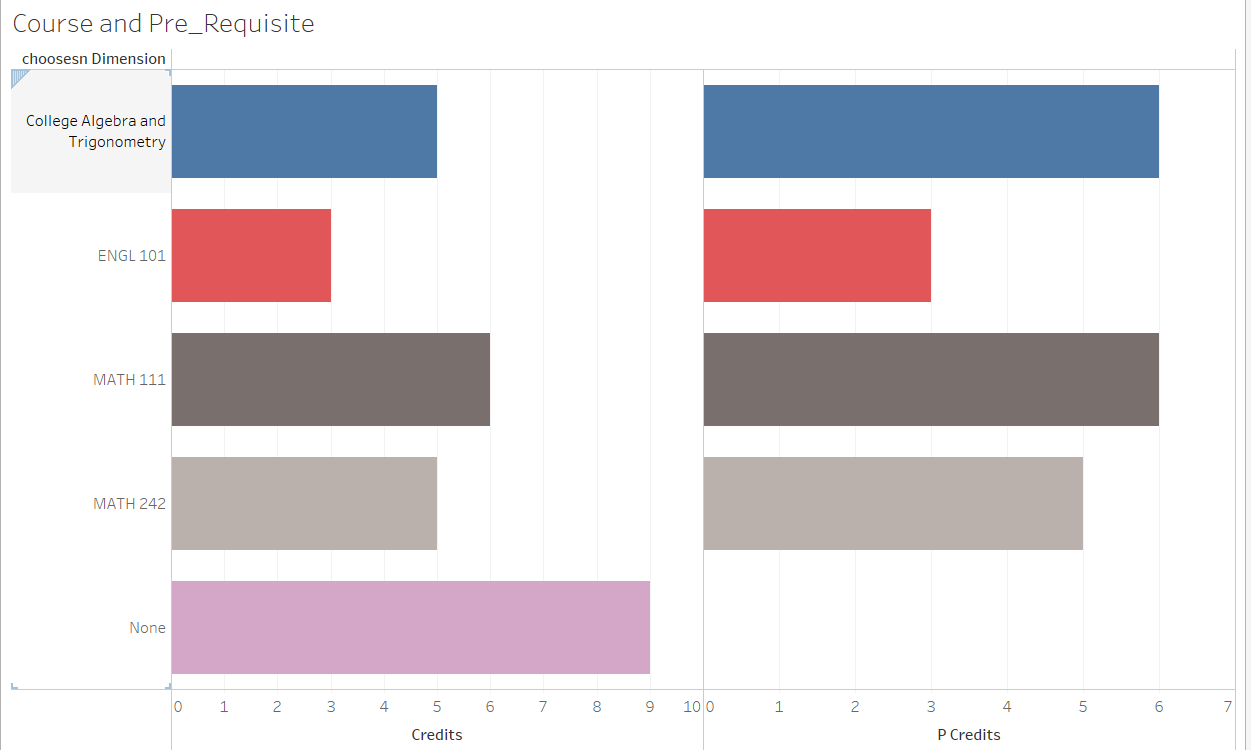 Course and Pre_Requisite
choosesn Dimension
College Algebra and
Trigonometry
ENGL 101
MATH 111
MATH 242
None
0 1 2 3 4 5 6 7 8 9 10 0 1 2 3 4 5 6 7
Credits P Credits